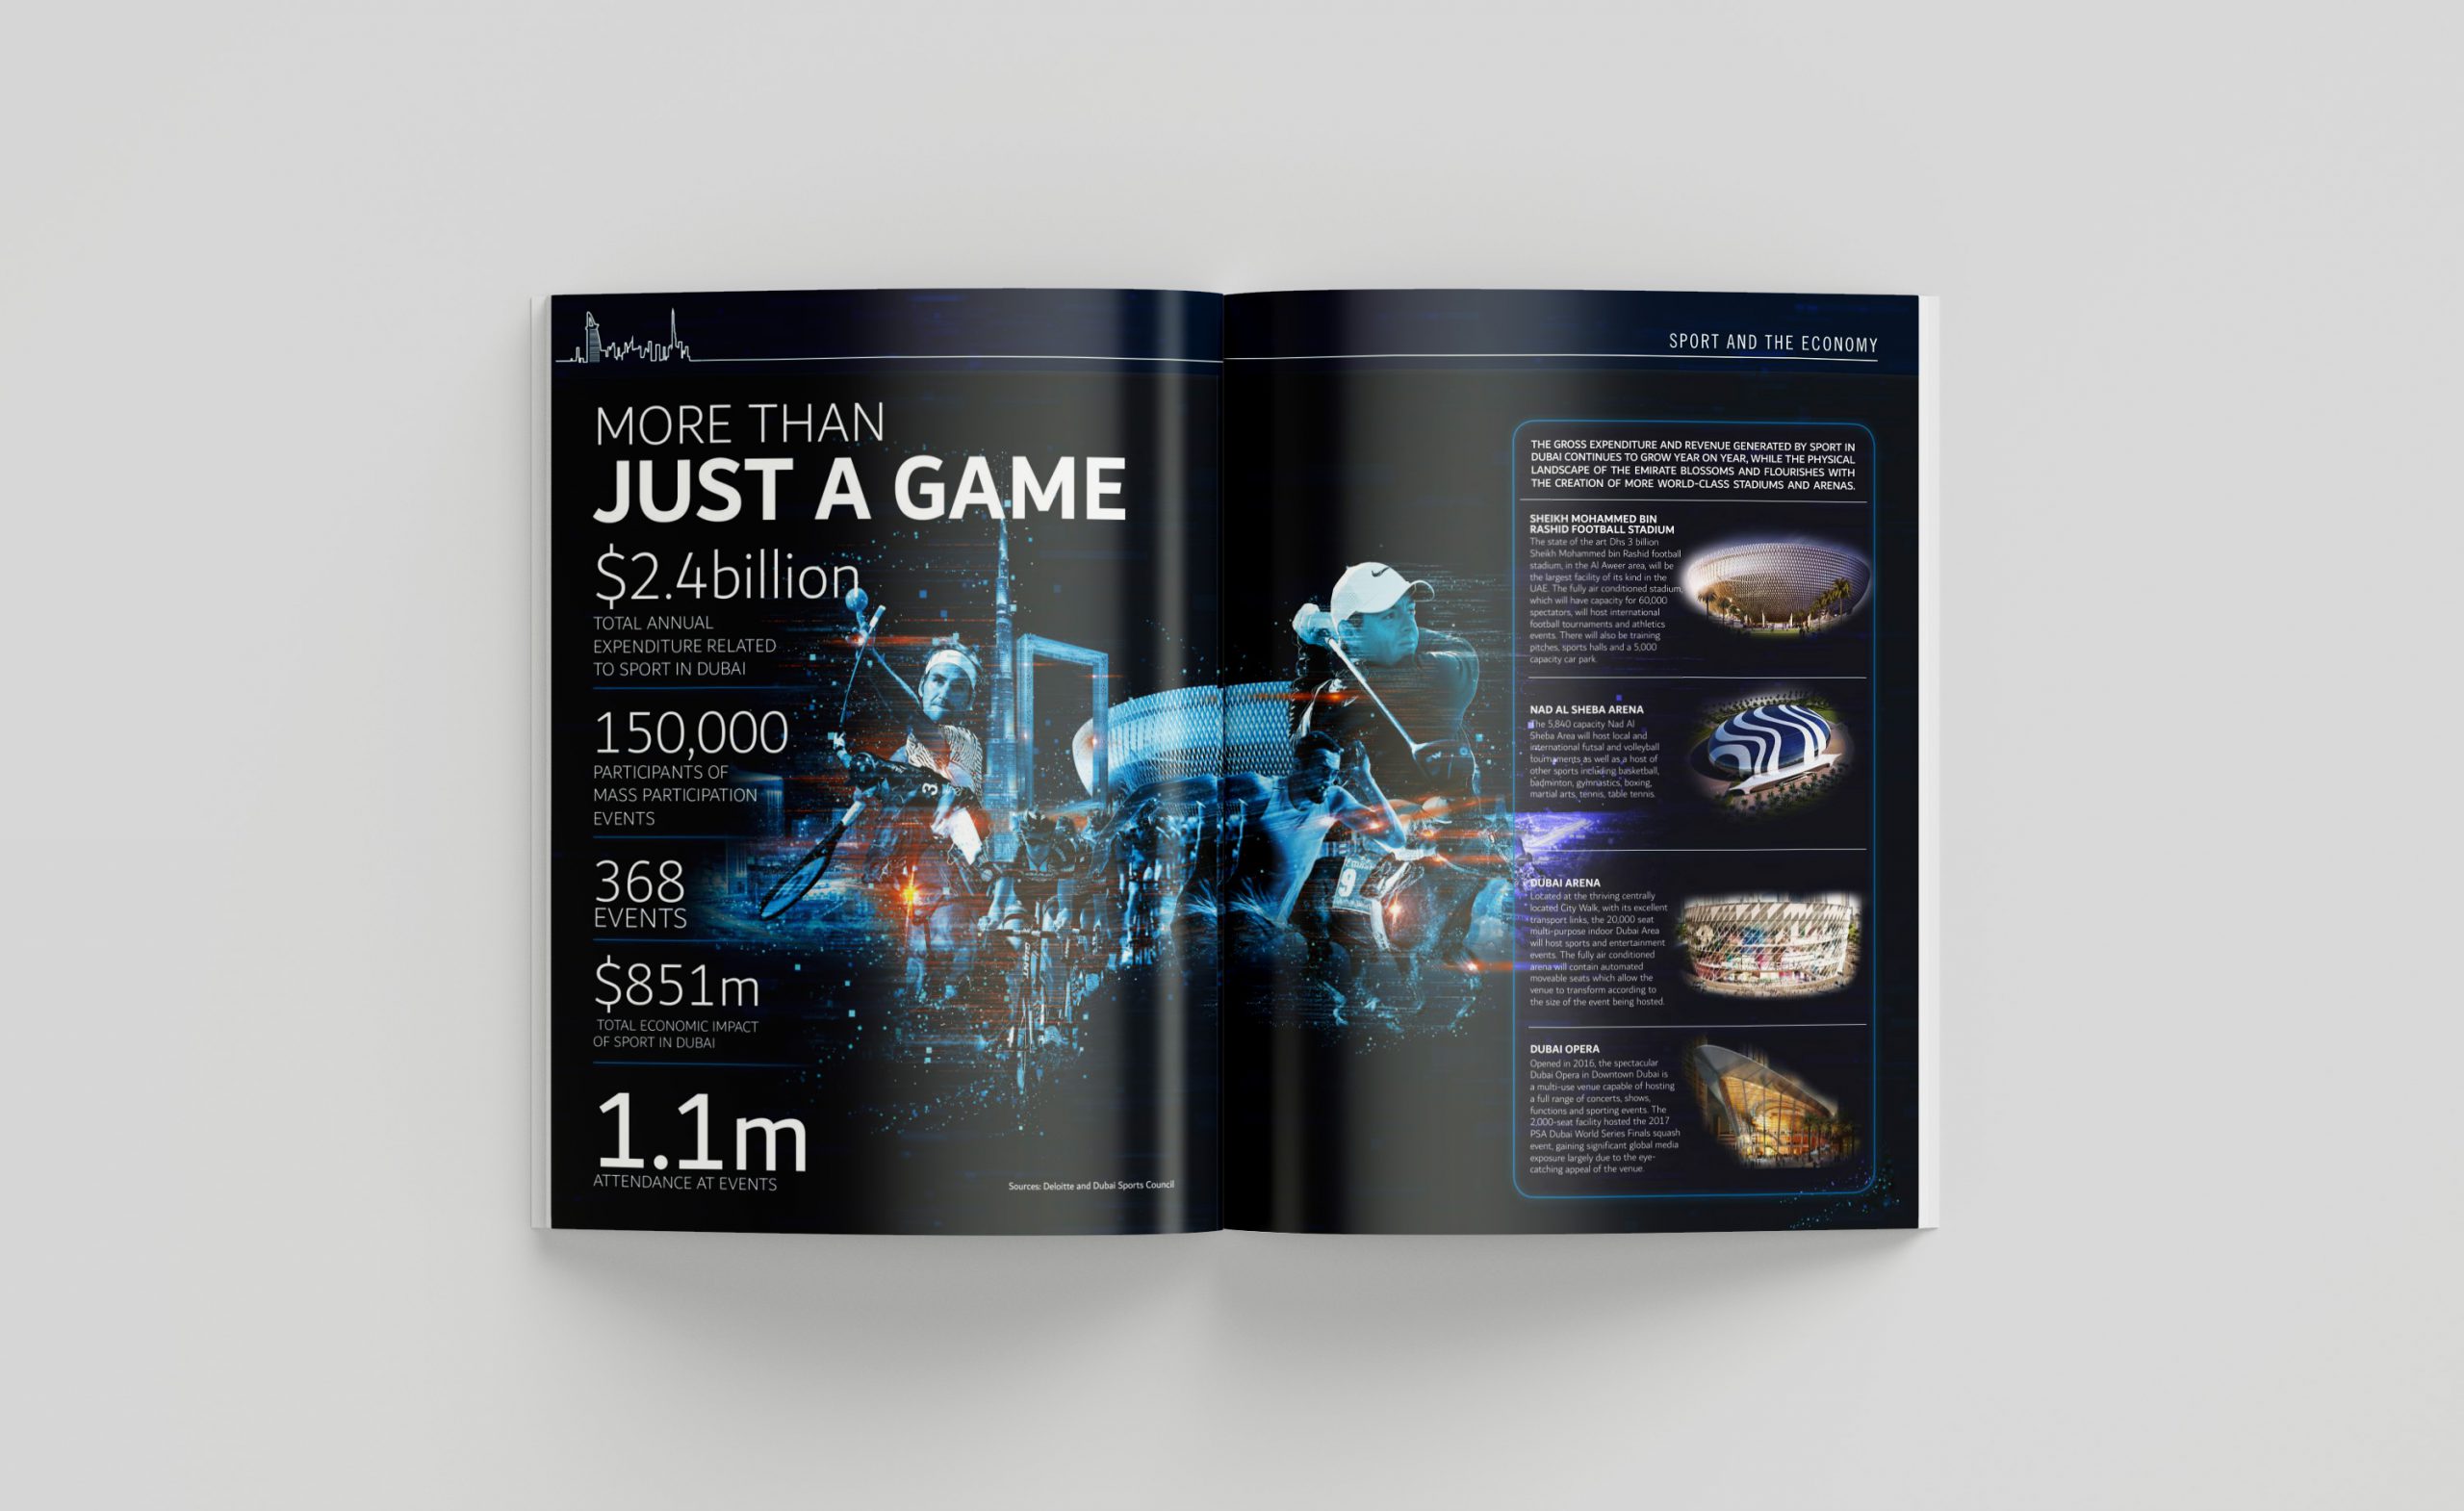 MORE THAN
JUST A GAME
$2.4billion
TOTAL ANNUAL
EXPENDITURE RELATED
TO SPORT IN DUBAI
150,000
PARTICIPANTS OF
MASS PARTICIPATION
EVENTS
368
EVENTS
$851m
TOTAL ECONOMIC IMPACT
OF SPORT IN DUBAI
1.1m
ATTENDANCE AT EVENTS
Sources: Deloitte and Dubai Sports Council
3
9
SPORT AND THE ECONOMY
THE GROSS EXPENDITURE AND REVENUE GENERATED BY SPORT IN
DUBAI CONTINUES TO GROW YEAR ON YEAR, WHILE THE PHYSICAL
LANDSCAPE OF THE EMIRATE BLOSSOMS AND FLOURISHES WITH
THE CREATION OF MORE WORLD-CLASS STADIUMS AND ARENAS.
SHEIKH MOHAMMED BIN
RASHID FOOTBALL STADIUM
The state of the art Dhs 3 billion
Sheikh Mohammed bin Rashid football
stadium, in the Al Aweer area, will be
the largest facility of its kind in the
UAE. The fully air conditioned stadium,
which will have capacity for 60,000
spectators, will host international
football tournaments and athletics
events. There will also be training
pitches, sports halls and a 5,000
capacity car park.
NAD AL SHEBA ARENA
The 5,840 capacity Nad Al
Sheba Area will host local and
international futsal and volleyball
tournaments as well as a host of
other sports including basketball,
badminton, gymnastics, boxing,
martial arts, tennis, table tennis.
DUBAI ARENA
Located at the thriving centrally
located City Walk, with its excellent
transport links, the 20,000 seat
multi-purpose indoor Dubai Area
will host sports and entertainment
events. The fully air conditioned
arena will contain automated
moveable seats which allow the
venue to transform according to
the size of the event being hosted.
DUBAI OPERA
Opened in 2016, the spectacular
Dubai Opera in Downtown Dubai is
a multi-use venue capable of hosting
a full range of concerts, shows,
functions and sporting events. The
2,000-seat facility hosted the 2017
PSA Dubai World Series Finals squash
event, gaining significant global media
exposure largely due to the eye-
catching appeal of the venue.